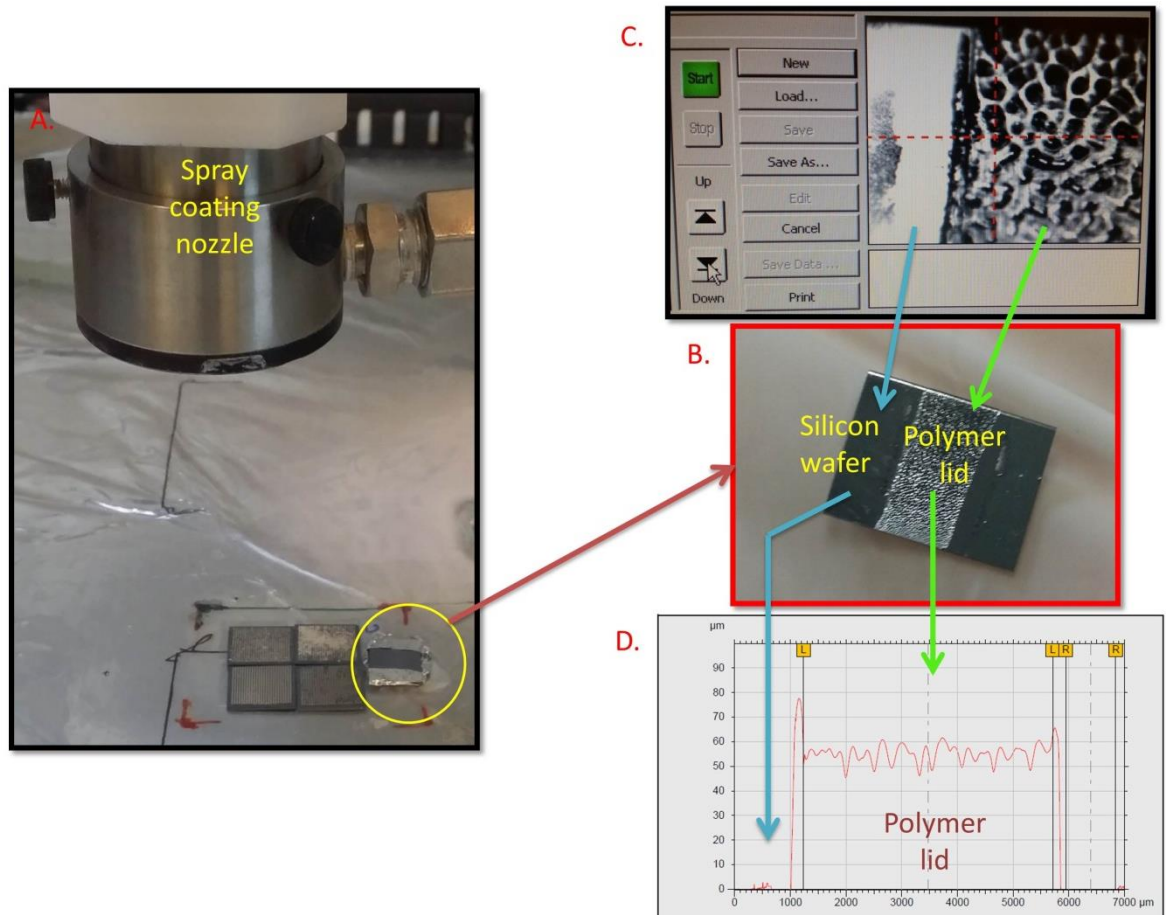 A.
Spray
coating
nozzle
C.
Start
Stop
Up
Down
New
Load...
Save
Save As...
Edit
Cancel
Save Data ...
Print
B.
Silicon
wafer
Polymer
lid
D.
µm
90
80
70
60
50
40
30
20
10
0
L
L R
R
Polymer
lid
0 1000 2000 3000 4000 5000 6000 7000 µm